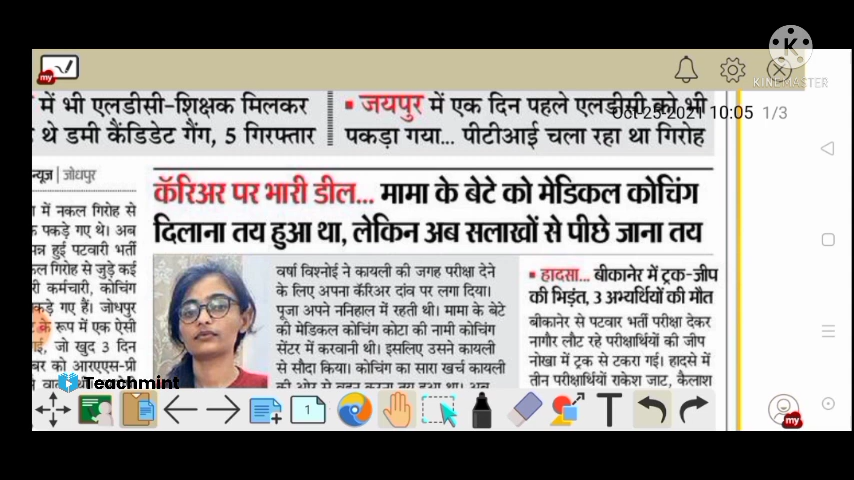 में भी एलडीसी-शिक्षक मिलकर
थे डमी कैंडिडेट गैंग, 5 गिरफ्तार
जयपुर में एक दिन पहले एलडीसी को भी
पकड़ा गया... पीटीआई चला रहा था गिरोह
KINEMASTER
Oct-25-2021 10:05 1/3
न्यूज | जोधपुर
में नकल गिरोह से
पकड़े गए थे। अब
हुई पटवारी भर्ती
गिरोह से जुड़े कई
कर्मचारी, कोचिंग
गए हैं। जोधपुर
के रूप में एक ऐसी
जो खुद 3 दिन
को आरएएस-प्री
कॅरिअर पर भारी डील... मामा के बेटे को मेडिकल कोचिंग
दिलाना तय हुआ था, लेकिन अब सलाखों से पीछे जाना तय
वर्षा विश्नोई ने कायली की जगह परीक्षा देने
के लिए अपना कॅरिअर दांव पर लगा दिया।
पूजा अपने ननिहाल में रहती थी। मामा के बेटे
की मेडिकल कोचिंग कोटा की नामी कोचिंग
सेंटर में करवानी थी। इसलिए उसने कायली
से सौदा किया। कोचिंग का सारा खर्च कायली
हादसा... बीकानेर में ट्रक-जीप
की भिड़ंत, 3 अभ्यर्थियों की मौत
बीकानेर से पटवार भर्ती परीक्षा देकर
नागौर लौट रहे परीक्षार्थियों की जीप
नोखा में ट्रक से टकरा गई। हादसे में
तीन परीक्षार्थियों राकेश जाट, कैलाश
Teachmint
my
1
T
my